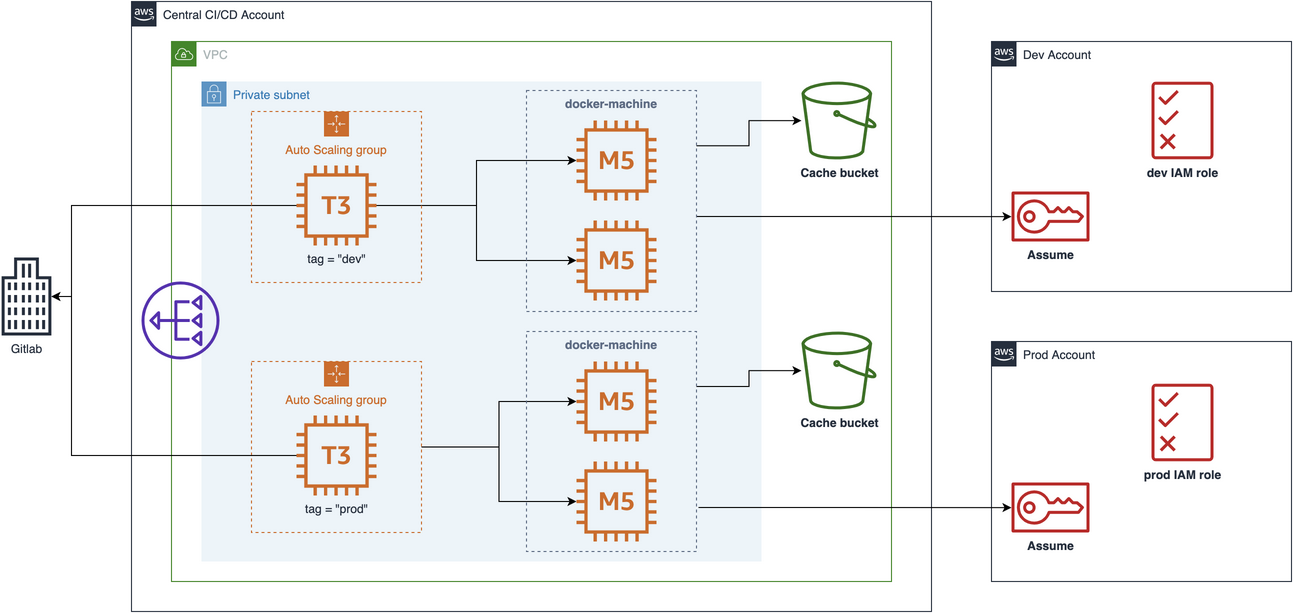 aws
Central CI/CD Account
VPC
Private subnet
Auto Scaling group
T3
tag = "dev"
docker-machine
M5
M5
Cache bucket
aws
Dev Account
dev IAM role
Assume
Gitlab
Auto Scaling group
T3
tag = "prod"
docker-machine
M5
M5
Cache bucket
aws
Prod Account
prod IAM role
Assume